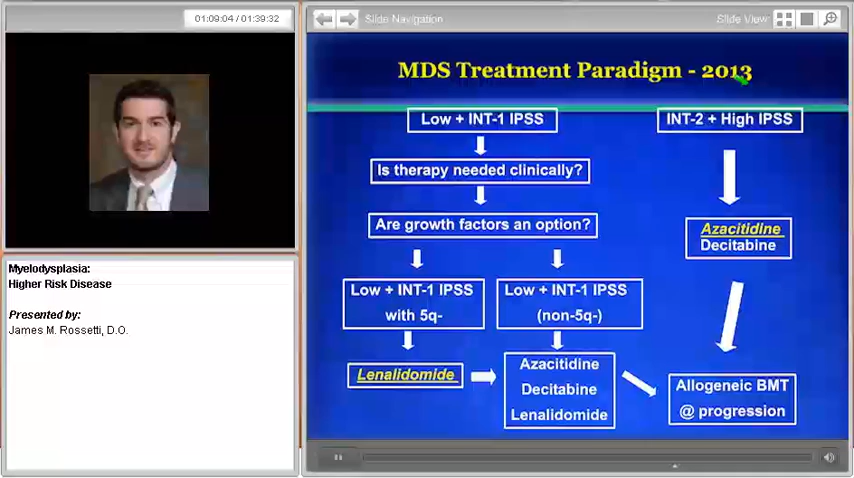 01:09:04 / 01:39:32
Slide Navigation
Slide View:
Myelodysplasia:
Higher Risk Disease
Presented by:
James M. Rossetti, D.O.
MDS Treatment Paradigm - 2013
Low + INT-1 IPSS
INT-2 + High IPSS
Is therapy needed clinically?
Are growth factors an option?
Azacitidine
Decitabine
Low + INT-1 IPSS
with 5q-
Low + INT-1 IPSS
(non-5q-)
Lenalidomide
Azacitidine
Decitabine
Lenalidomide
Allogeneic BMT
@ progression